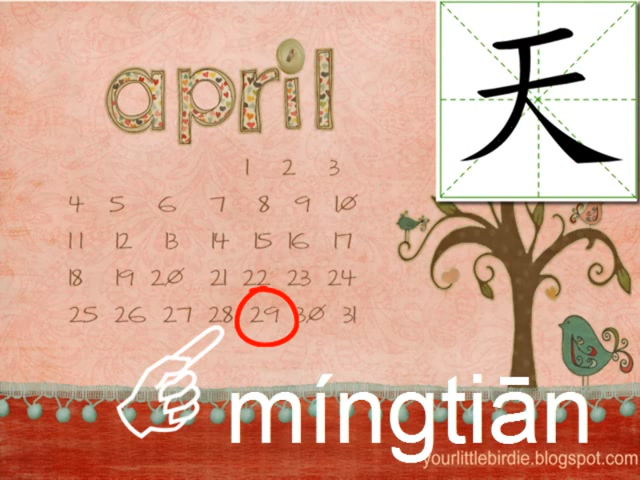 天
april
1 2 3
4 5 6 7 8 9 10
11 12 13 14 15 16 17
18 19 20 21 22 23 24
25 26 27 28 29 30 31
míngtiān
yourlittlebirdie.blogspot.com